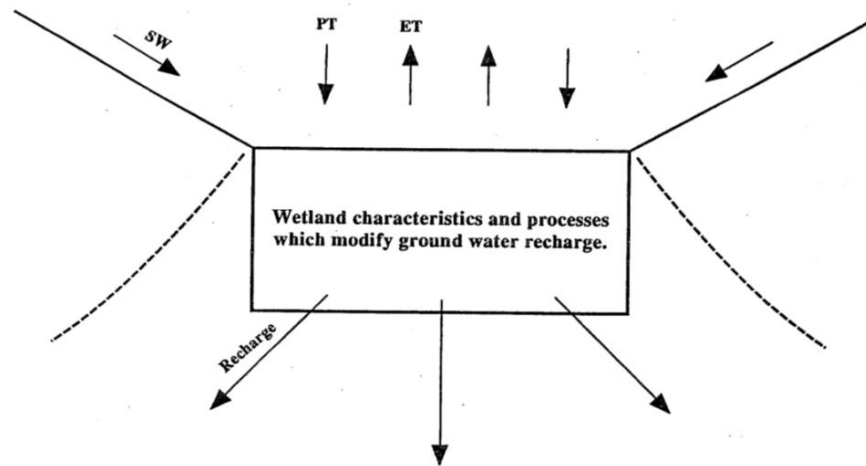 SW
PT
ET
Wetland characteristics and processes
which modify ground water recharge.
Recharge